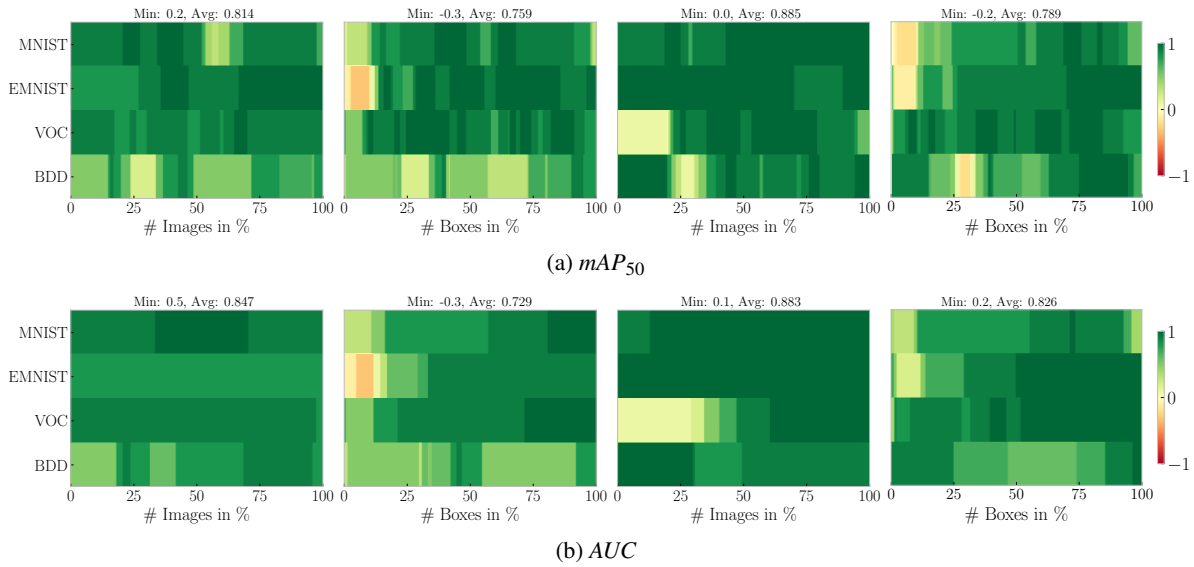 Min: 0.2, Avg: 0.814 Min: -0.3, Avg: 0.759 Min: 0.0, Avg: 0.885 Min: -0.2, Avg: 0.789
MNIST
EMNIST
VOC
BDD
1
0
−1
0 25 50 75 100 0 25 50 75 100 0 25 50 75 100 0 25 50 75 100
# Images in % # Boxes in % # Images in % # Boxes in %
(a) mAP50
Min: 0.5, Avg: 0.847 Min: -0.3, Avg: 0.729 Min: 0.1, Avg: 0.883 Min: 0.2, Avg: 0.826
MNIST
EMNIST
VOC
BDD
1
0
−1
0 25 50 75 100 0 25 50 75 100 0 25 50 75 100 0 25 50 75 100
# Images in % # Boxes in % # Images in % # Boxes in %
(b) AUC